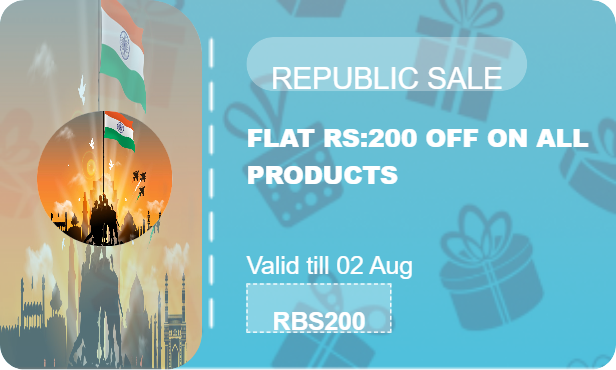 REPUBLIC SALE
FLAT RS:200 OFF ON ALL
PRODUCTS
Valid till 02 Aug
RBS200